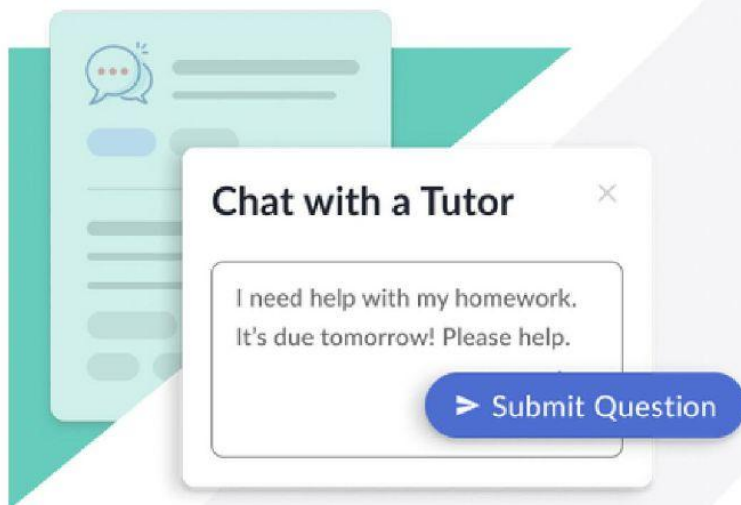 Chat with a Tutor
I need help with my homework.
It's due tomorrow! Please help.
Submit Question